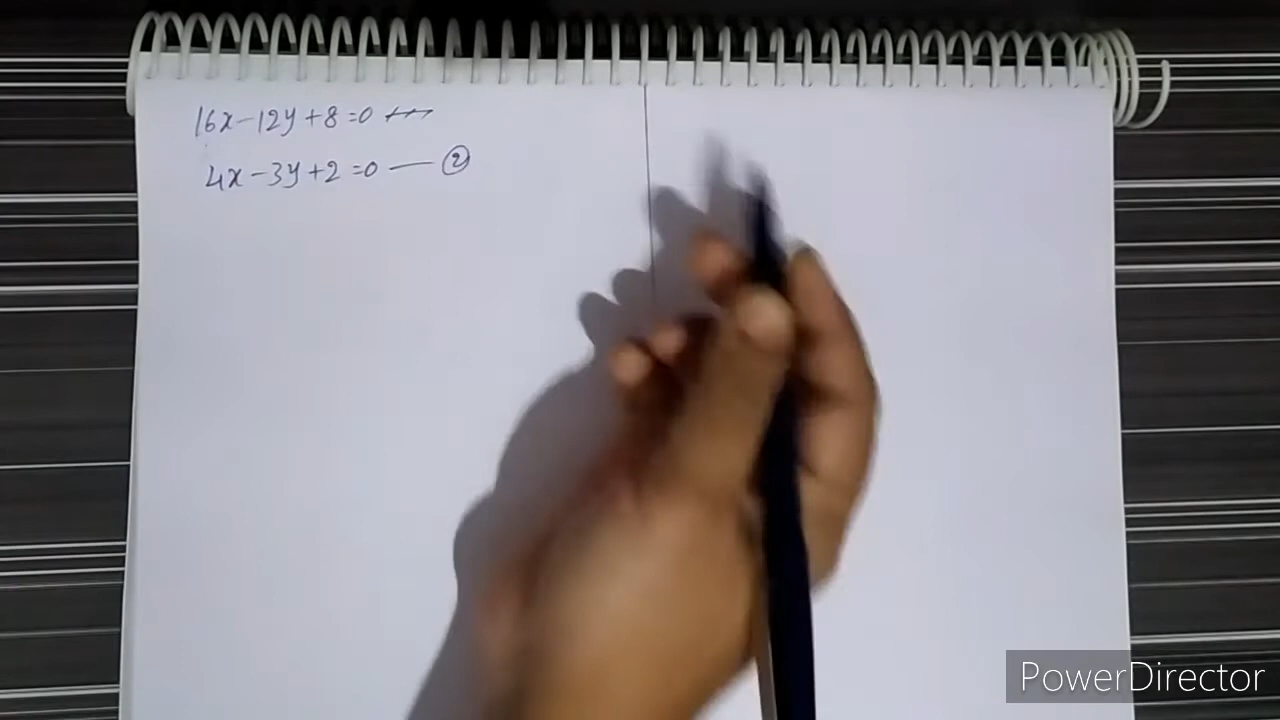 16x-12y+8=0
4x-3y+2=0 — ②
PowerDirector